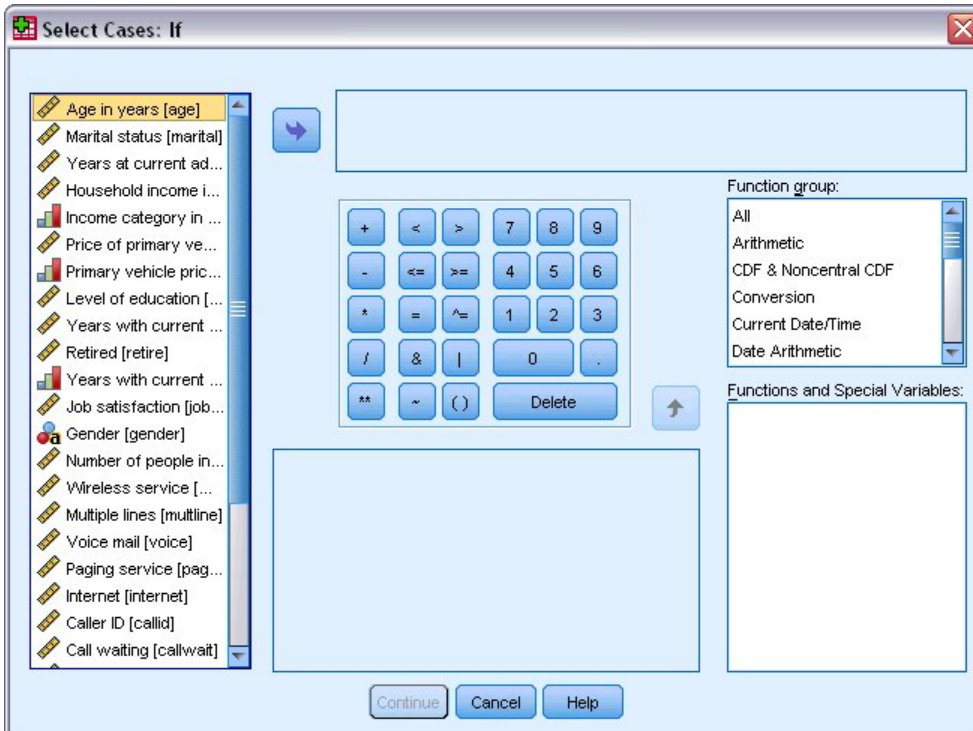 Select Cases: If
Age in years [age]
Marital status [marital]
Years at current ad...
Household income i...
Income category in ...
Price of primary ve...
Primary vehicle pric...
Level of education [...
Years with current ...
Retired [retire]
Years with current ...
Job satisfaction [job...
Gender [gender]
Number of people in...
Wireless service [...
Multiple lines [multline]
Voice mail [voice]
Paging service [pag...
Internet [internet]
Caller ID [callid]
Call waiting [callwait]
+ < > 7 8 9
- <= >= 4 5 6
* = ^= 1 2 3
/ & | 0 .
** ~ ( ) Delete
Function group:
All
Arithmetic
CDF & Noncentral CDF
Conversion
Current Date/Time
Date Arithmetic
Functions and Special Variables:
Continue Cancel Help